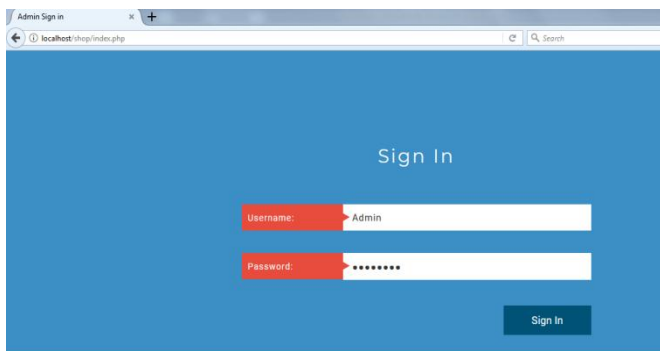 Admin Sign in
localhost/shop/index.php
Search
Sign In
Username:
Admin
Password:
••••••••
Sign In